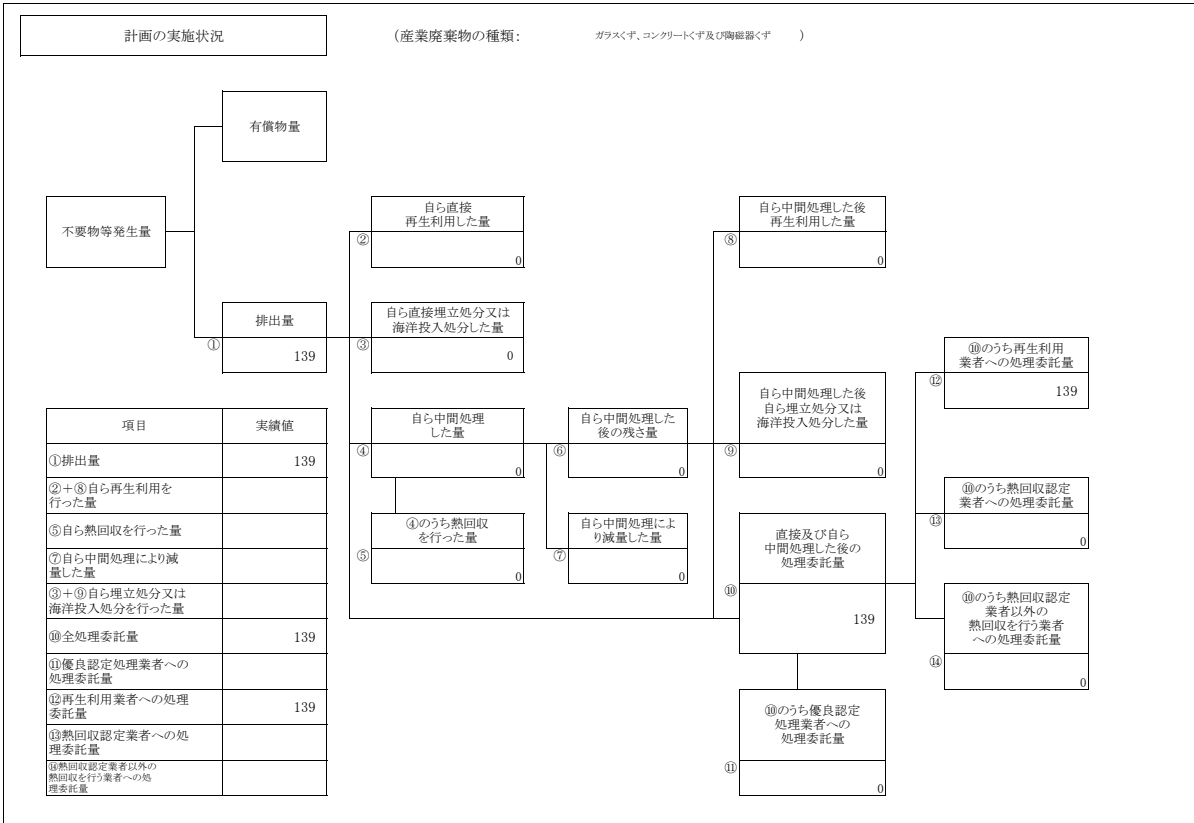 計画の実施状況
（産業廃棄物の種類： ガラスくず、コンクリートくず及び陶磁器くず ）
有償物量
不要物等発生量
自ら直接
再生利用した量
②
0
自ら中間処理した後
再生利用した量
⑧
0
排出量
①
139
自ら直接埋立処分又は
海洋投入処分した量
③
0
⑩のうち再生利用
業者への処理委託量
⑫
139
自ら中間処理した後
自ら埋立処分又は
海洋投入処分した量
⑨
0
自ら中間処理
した量
④
0
自ら中間処理した
後の残さ量
⑥
0
⑩のうち熱回収認定
業者への処理委託量
⑬
0
④のうち熱回収
を行った量
⑤
0
自ら中間処理によ
り減量した量
⑦
0
直接及び自ら
中間処理した後の
処理委託量
⑩
139
⑩のうち熱回収認定
業者以外の
熱回収を行う業者
への処理委託量
⑭
0
⑩のうち優良認定
処理業者への
処理委託量
⑪
0
項目 実績値
①排出量 139
②＋⑧自ら再生利用を
行った量
⑤自ら熱回収を行った量
⑦自ら中間処理により減
量した量
③＋⑨自ら埋立処分又は
海洋投入処分を行った量
⑩全処理委託量 139
⑪優良認定処理業者への
処理委託量
⑫再生利用業者への処理
委託量 139
⑬熱回収認定業者への処
理委託量
⑭熱回収認定業者以外の
熱回収を行う業者への処
理委託量